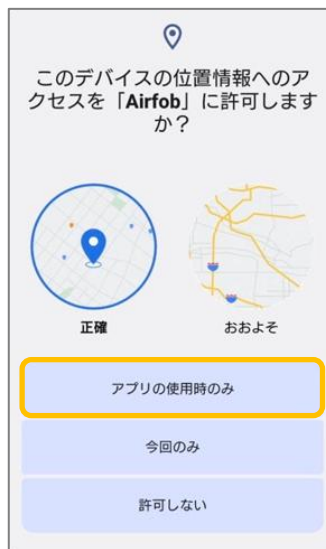 このデバイスの位置情報へのア
クセスを「Airfob」に許可します
か？
正確
おおよそ
アプリの使用時のみ
今回のみ
許可しない